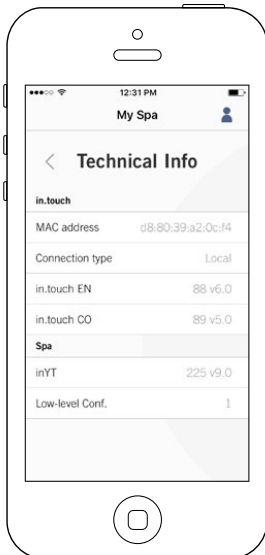 12:31 PM
My Spa
< Technical Info
in.touch
MAC address d8:80:39:a2:0c:f4
Connection type Local
in.touch EN 88 v6.0
in.touch CO 89 v5.0
Spa
inYT 225 v9.0
Low-level Conf. 1